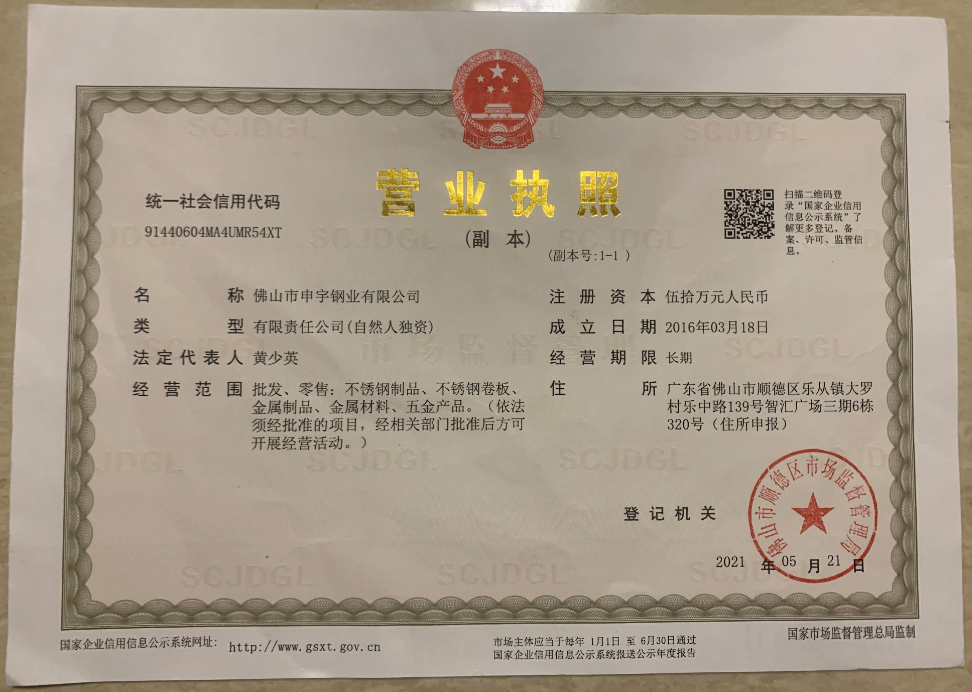 营业执照
(副 本)
(副本号:1-1 )
统一社会信用代码
91440604MA4UMR54XT
扫描二维码登
录“国家企业信用
信息公示系统”了
解更多登记、备
案、许可、监管信
息。
名 称 佛山市申宇钢业有限公司
类 型 有限责任公司(自然人独资)
法定代表人 黄少英
经营范围 批发、零售:不锈钢制品、不锈钢卷板、
金属制品、金属材料、五金产品。(依法
须经批准的项目,经相关部门批准后方可
开展经营活动。)
注册资本 伍拾万元人民币
成立日期 2016年03月18日
经营期限 长期
住 所 广东省佛山市顺德区乐从镇大罗
村乐中路139号智汇广场三期6栋
320号(住所申报)
登记机关
佛山市顺德区市场监督管理局
2021 年 05 月 21 日
国家企业信用信息公示系统网址: http://www.gsxt.gov.cn
市场主体应当于每年 1月1日 至 6月30日通过
国家企业信用信息公示系统报送公示年度报告
国家市场监督管理总局监制
SCJDGL
市场监督管理